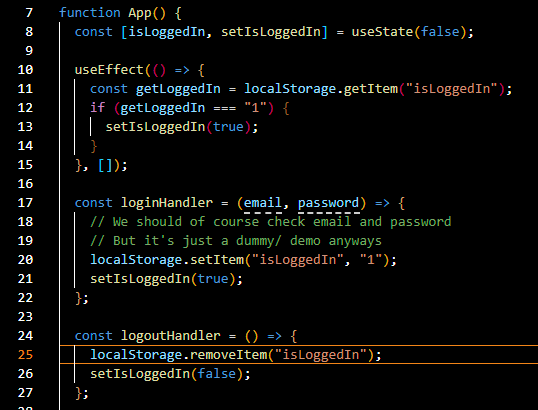 7 function App() {
8 const [isLoggedIn, setIsLoggedIn] = useState(false);
9
10 useEffect(() => {
11 const getLoggedIn = localStorage.getItem("isLoggedIn");
12 if (getLoggedIn === "1") {
13 setIsLoggedIn(true);
14 }
15 }, []);
16
17 const loginHandler = (email, password) => {
18 // We should of course check email and password
19 // But it's just a dummy/ demo anyways
20 localStorage.setItem("isLoggedIn", "1");
21 setIsLoggedIn(true);
22 };
23
24 const logoutHandler = () => {
25 localStorage.removeItem("isLoggedIn");
26 setIsLoggedIn(false);
27 };